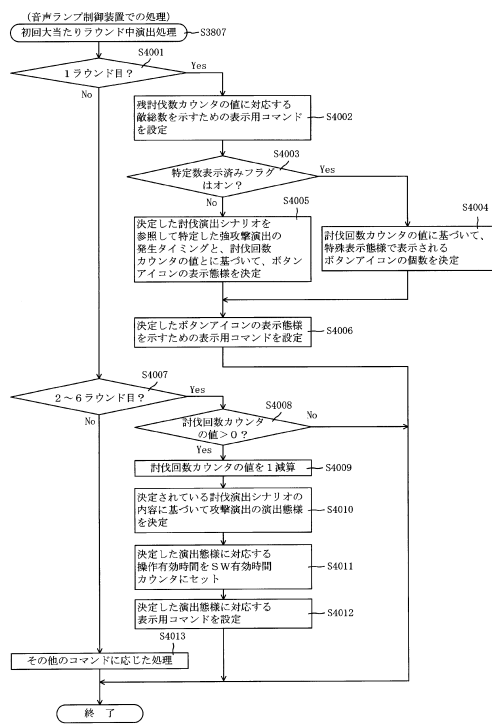 (音声ランプ制御装置での処理)
初回大当たりラウンド中演出処理
S3807
S4001
1ラウンド目?
Yes
No
残討伐数カウンタの値に対応する
敵総数を示すための表示用コマンド
を設定
S4002
S4003
特定数表示済みフラグ
はオン?
Yes
No
S4005
決定した討伐演出シナリオを
参照して特定した強攻撃演出の
発生タイミングと、討伐回数
カウンタの値とに基づいて、ボタン
アイコンの表示態様を決定
S4004
討伐回数カウンタの値に基づいて、
特殊表示態様で表示される
ボタンアイコンの個数を決定
決定したボタンアイコンの表示態様
を示すための表示用コマンドを設定
S4006
S4007
2~6ラウンド目?
Yes
No
S4008
討伐回数カウンタ
の値>0?
No
Yes
討伐回数カウンタの値を1減算
S4009
決定されている討伐演出シナリオの
内容に基づいて攻撃演出の演出態様
を決定
S4010
決定した演出態様に対応する
操作有効時間をSW有効時間
カウンタにセット
S4011
決定した演出態様に対応する
表示用コマンドを設定
S4012
S4013
その他のコマンドに応じた処理
終了